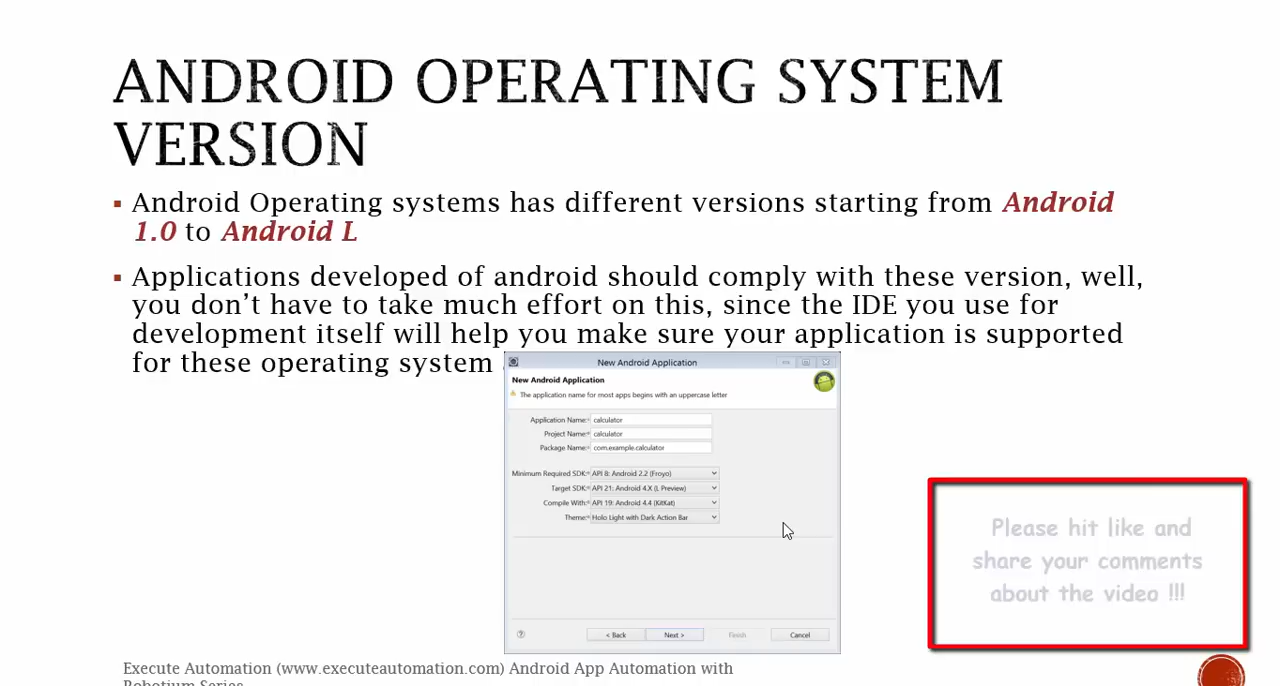 ANDROID OPERATING SYSTEM
VERSION
▪ Android Operating systems has different versions starting from Android
1.0 to Android L
▪ Applications developed of android should comply with these version, well,
you don’t have to take much effort on this, since the IDE you use for
development itself will help you make sure your application is supported
for these operating system
New Android Application
New Android Application
The application name for most apps begins with an uppercase letter
Application Name: calculator
Project Name: calculator
Package Name: com.example.calculator
Minimum Required SDK: API 8: Android 2.2 (Froyo)
Target SDK: API 21: Android 4.X (L Preview)
Compile With: API 19: Android 4.4 (KitKat)
Theme: Holo Light with Dark Action Bar
Please hit like and
share your comments
about the video !!!
? < Back Next > Finish Cancel
Execute Automation (www.executeautomation.com) Android App Automation with
Robotium Series